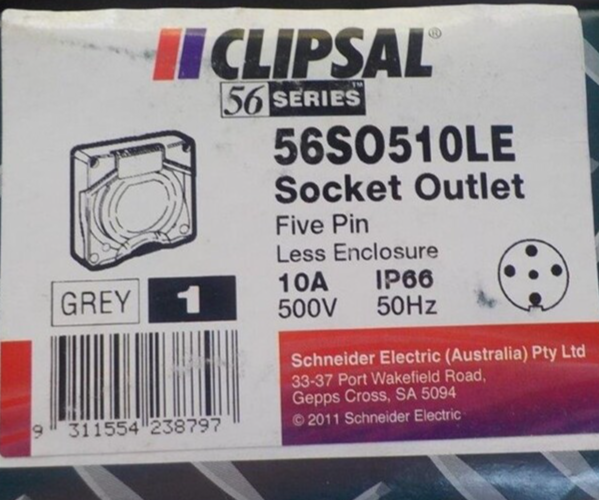 CLIPSAL®
56 SERIES™
56SO510LE
Socket Outlet
Five Pin
Less Enclosure
10A IP66
500V 50Hz
GREY 1
Schneider Electric (Australia) Pty Ltd
33-37 Port Wakefield Road,
Gepps Cross, SA 5094
© 2011 Schneider Electric
9 311554 238797